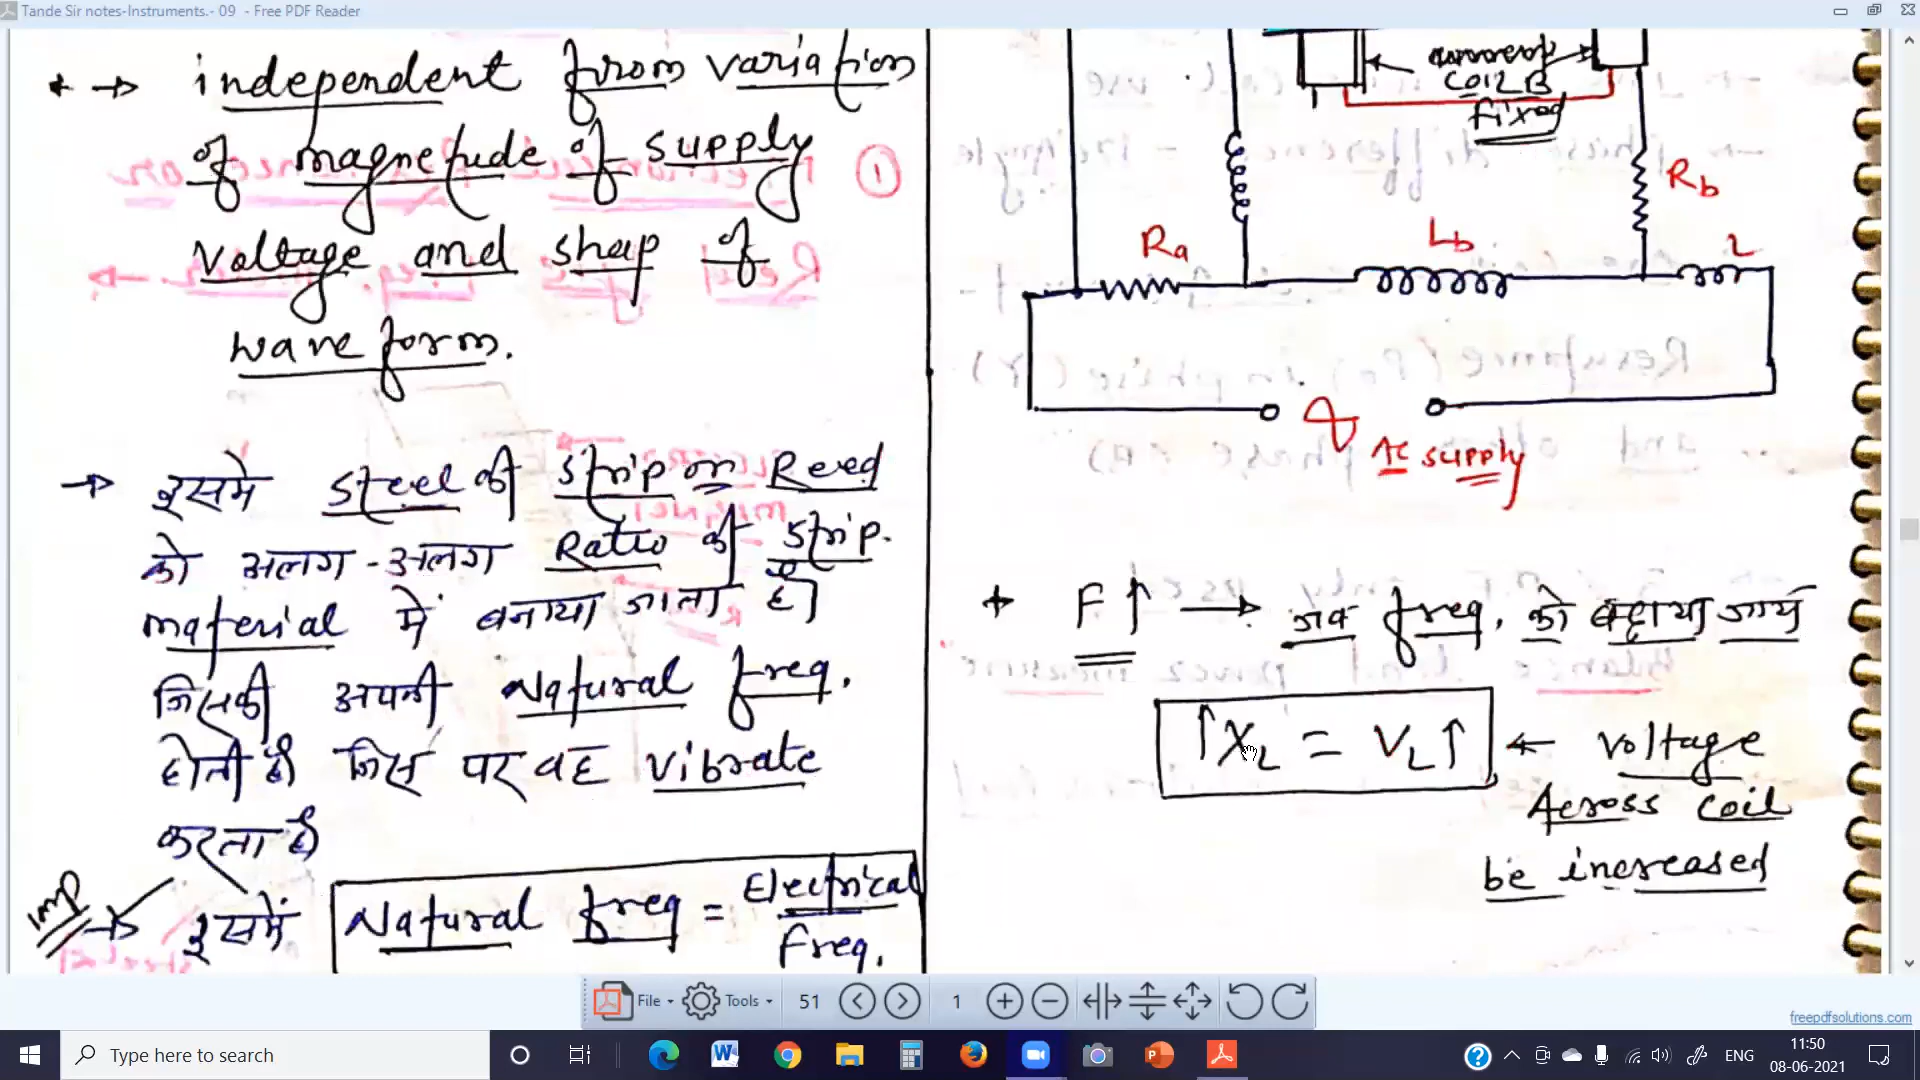 Tande Sir notes-Instruments.- 09 - Free PDF Reader
+ → independent from variation
of magnetude of supply
voltage and shap of
wave form.
①
→ इसमे Steel की Strip or Reed
को अलग-अलग Ratio की Strip.
material में बनाया जाता है।
जिसकी अपनी Natural freq.
होती है जिस पर वह Vibrate
करता है
Imp
→ इसमें Natural freq = Electrical
Freq.
COIL B
fixed
Rb
Ra
Lb
L
AC supply
+ F↑ → जब freq. को बढ़ाया जाये
↑XL = VL↑ ← voltage
Across coil
be increased
File
Tools
51
1
freepdfsolutions.com
Type here to search
ENG
11:50
08-06-2021